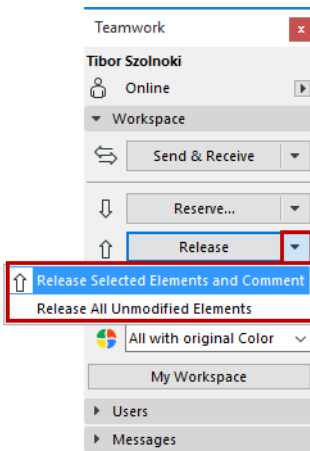 Teamwork
x
Tibor Szolnoki
Online
Workspace
Send & Receive
Reserve...
Release
Release Selected Elements and Comment
Release All Unmodified Elements
All with original Color
My Workspace
Users
Messages